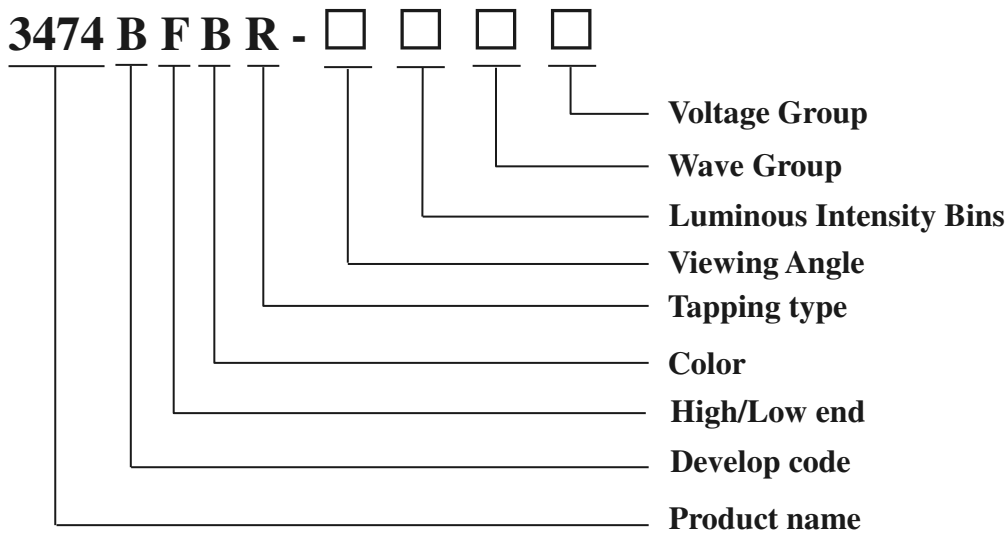 3474 B F B R - □ □ □ □
Voltage Group
Wave Group
Luminous Intensity Bins
Viewing Angle
Tapping type
Color
High/Low end
Develop code
Product name